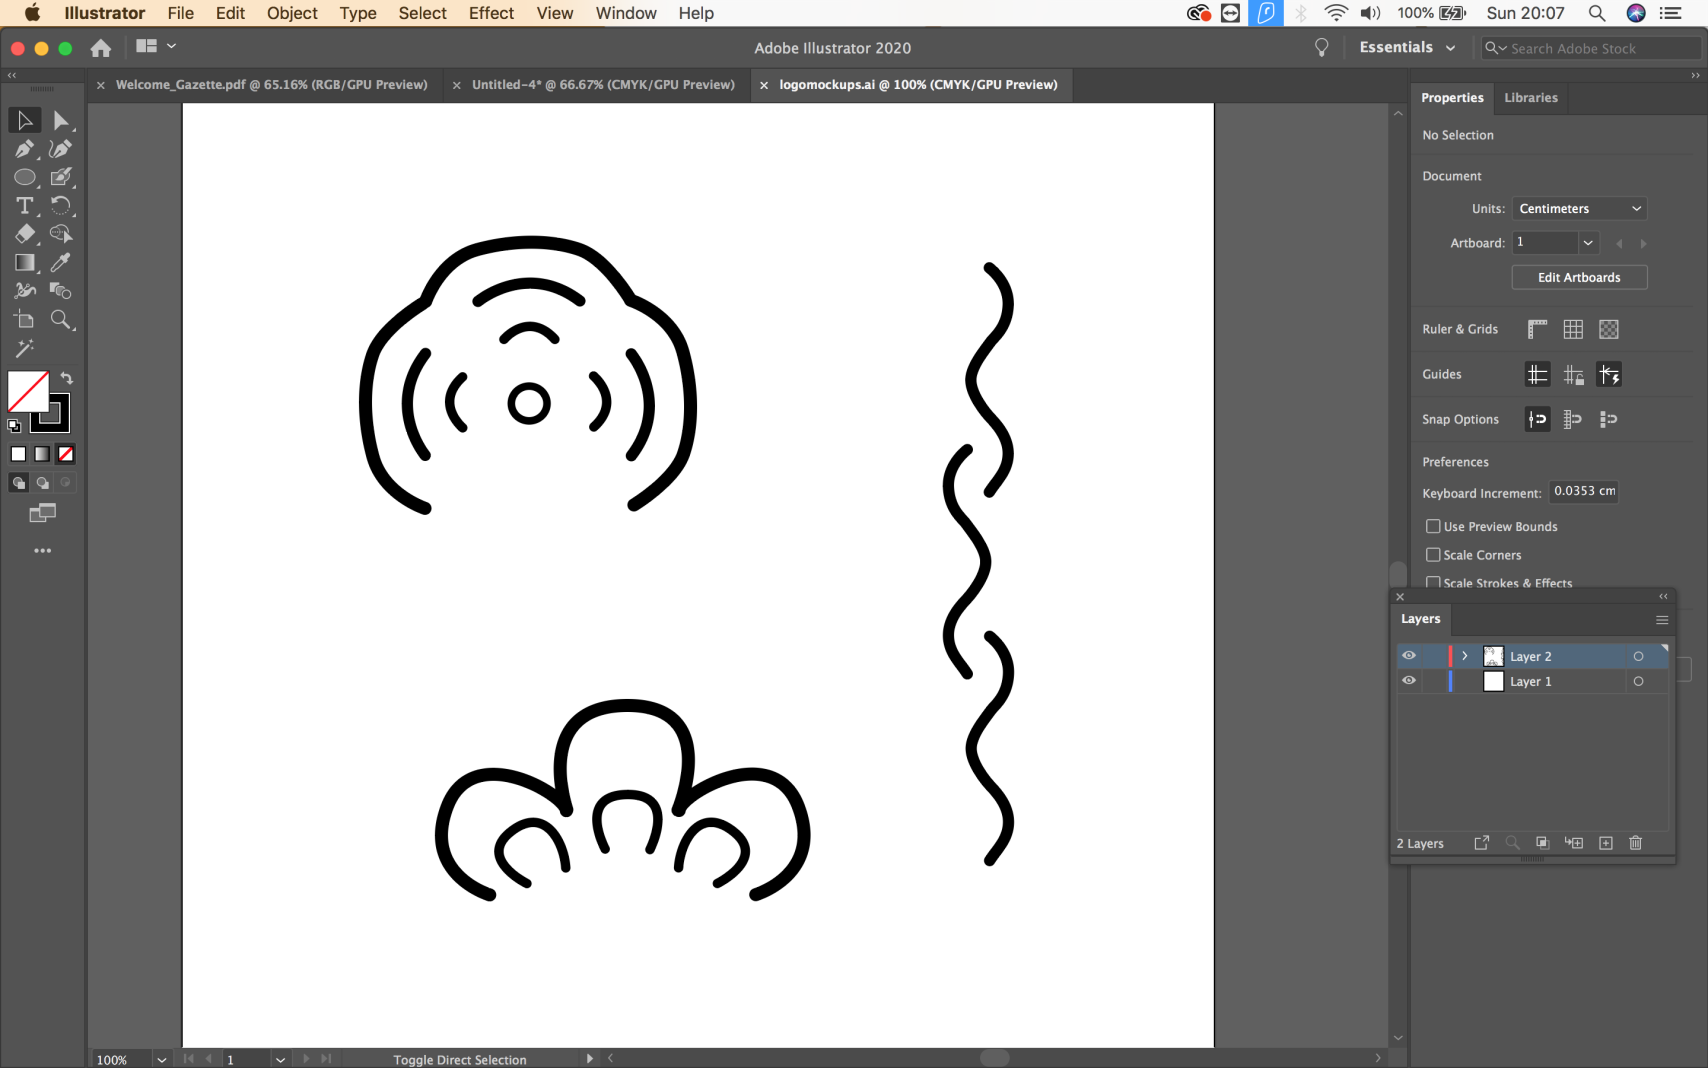 Illustrator File Edit Object Type Select Effect View Window Help 100% Sun 20:07
Adobe Illustrator 2020 Essentials Search Adobe Stock
Welcome_Gazette.pdf @ 65.16% (RGB/GPU Preview) Untitled-4* @ 66.67% (CMYK/GPU Preview) logomockups.ai @ 100% (CMYK/GPU Preview)
Properties Libraries
No Selection
Document
Units: Centimeters
Artboard: 1
Edit Artboards
Ruler & Grids
Guides
Snap Options
Preferences
Keyboard Increment: 0.0353 cm
Use Preview Bounds
Scale Corners
Scale Strokes & Effects
Layers
Layer 2
Layer 1
2 Layers
100% 1 Toggle Direct Selection